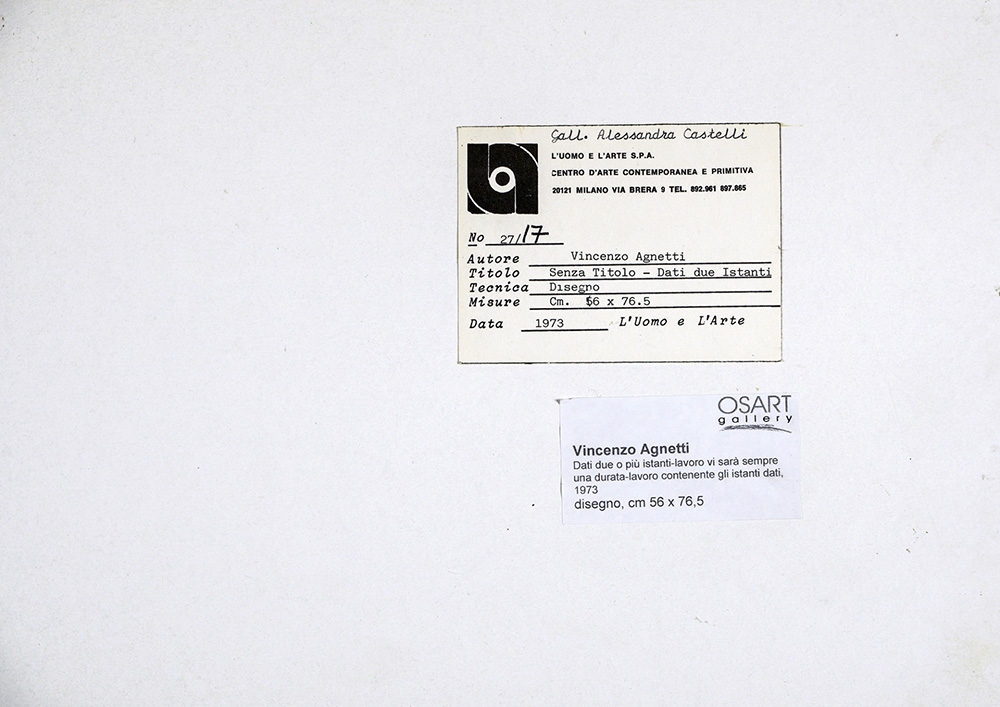 Gall. Alessandra Castelli
L'UOMO E L'ARTE S.P.A.
CENTRO D'ARTE CONTEMPORANEA E PRIMITIVA
20121 MILANO VIA BRERA 9 TEL. 892.961 897.865
No 27/17
Autore Vincenzo Agnetti
Titolo Senza Titolo - Dati due Istanti
Tecnica Disegno
Misure Cm. 56 x 76.5
Data 1973 L'Uomo e L'Arte
OSART
gallery
Vincenzo Agnetti
Dati due o più istanti-lavoro vi sarà sempre
una durata-lavoro contenente gli istanti dati,
1973
disegno, cm 56 x 76,5